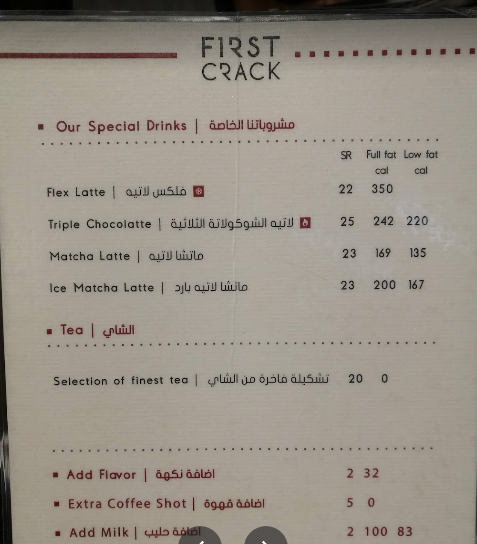 FIRST
CRACK
Our Special Drinks | مشروباتنا الخاصة
SR Full fat cal Low fat cal
Flex Latte | فلكس لاتيه 22 350
Triple Chocolatte | لاتيه الشوكولاتة الثلاثية 25 242 220
Matcha Latte | ماتشا لاتيه 23 169 135
Ice Matcha Latte | ماتشا لاتيه بارد 23 200 167
Tea | الشاي
Selection of finest tea | تشكيلة فاخرة من الشاي 20 0
Add Flavor | اضافة نكهة 2 32
Extra Coffee Shot | اضافة قهوة 5 0
Add Milk | اضافة حليب 2 100 83